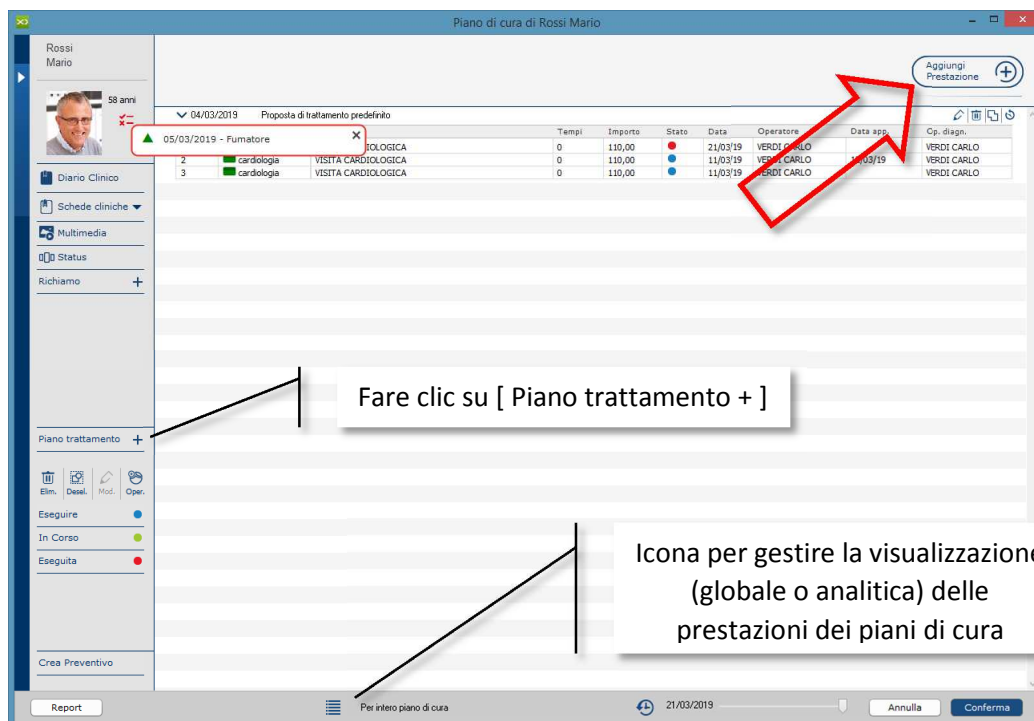 Piano di cura di Rossi Mario
Rossi
Mario
58 anni
Aggiungi
Prestazione
04/03/2019 Proposta di trattamento predefinito
05/03/2019 - Fumatore
Tempi Importo Stato Data Operatore Data app. Op. diagn.
0 110,00 21/03/19 VERDI CARLO VERDI CARLO
2 cardiologia VISITA CARDIOLOGICA 0 110,00 11/03/19 VERDI CARLO VERDI CARLO
3 cardiologia VISITA CARDIOLOGICA 0 110,00 11/03/19 VERDI CARLO VERDI CARLO
Diario Clinico
Schede cliniche
Multimedia
Status
Richiamo +
Fare clic su [ Piano trattamento + ]
Piano trattamento +
Elim. Desel. Mod. Oper.
Eseguire
In Corso
Eseguita
Icona per gestire la visualizzazione
(globale o analitica) delle
prestazioni dei piani di cura
Crea Preventivo
Report Per intero piano di cura 21/03/2019 Annulla Conferma